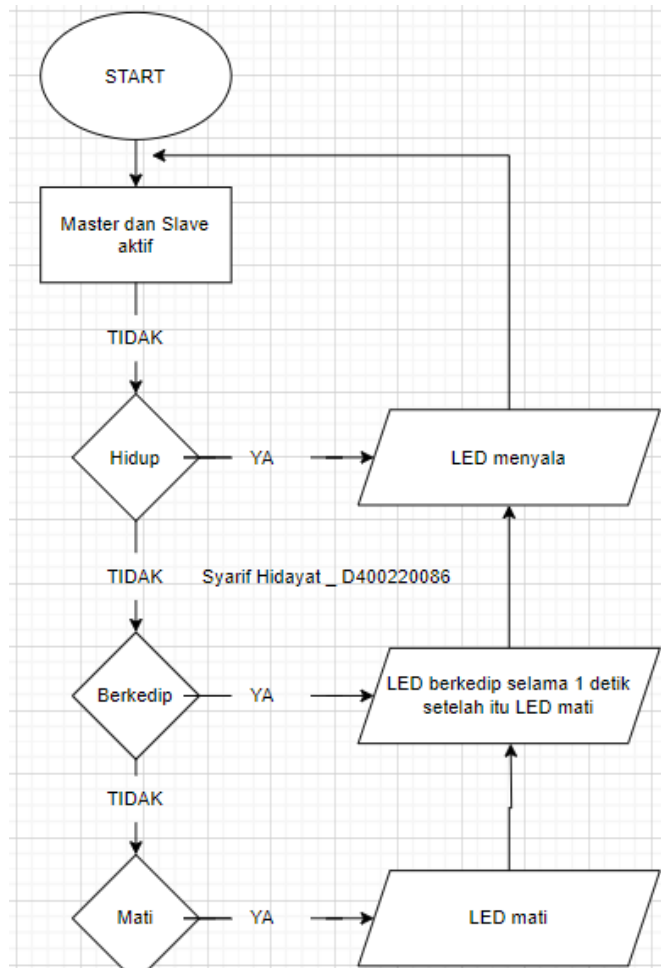 START
Master dan Slave
aktif
TIDAK
Hidup
YA
LED menyala
TIDAK
Syarif Hidayat _ D400220086
Berkedip
YA
LED berkedip selama 1 detik
setelah itu LED mati
TIDAK
Mati
YA
LED mati